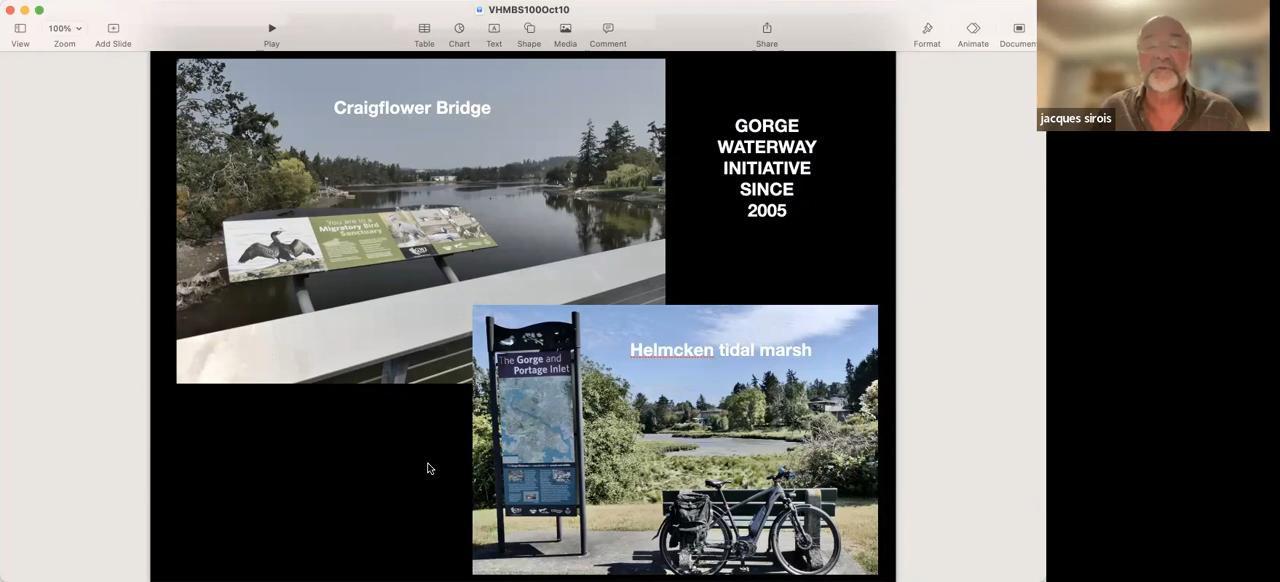 VHMBS100Oct10
100%
View
Zoom
Add Slide
Play
Table
Chart
Text
Shape
Media
Comment
Share
Format
Animate
Documen
jacques sirois
Craigflower Bridge
GORGE
WATERWAY
INITIATIVE
SINCE
2005
You are in a
Migratory Bird
Sanctuary
Helmcken tidal marsh
The Gorge and
Portage Inlet